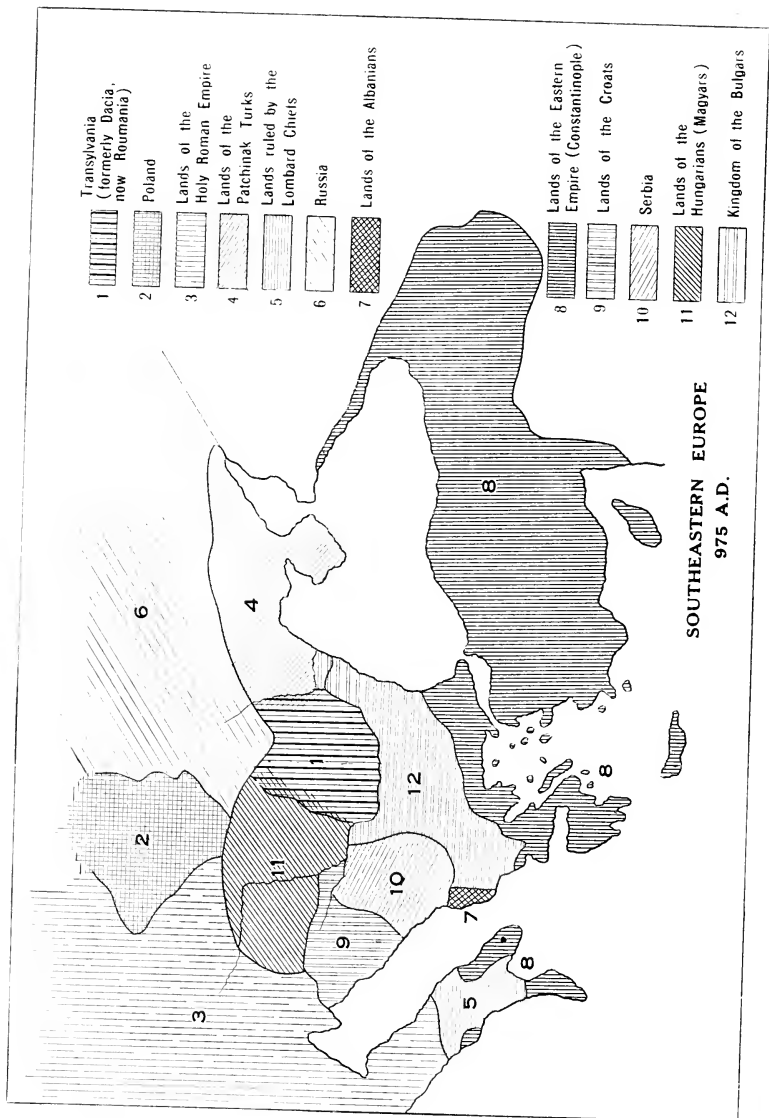 Transylvania
(formerly Dacia,
now Roumania)
1
Poland
2
Lands of the
Holy Roman Empire
3
Lands of the
Patchinak Turks
4
Lands ruled by the
Lombard Chiefs
5
Russia
6
Lands of the Albanians
7
Lands of the Eastern
Empire (Constantinople)
8
Lands of the Croats
9
Serbia
10
Lands of the
Hungarians (Magyars)
11
Kingdom of the Bulgars
12
6
2
4
3
11
1
8
12
10
9
7
5
8
8
SOUTHEASTERN EUROPE
975 A.D.